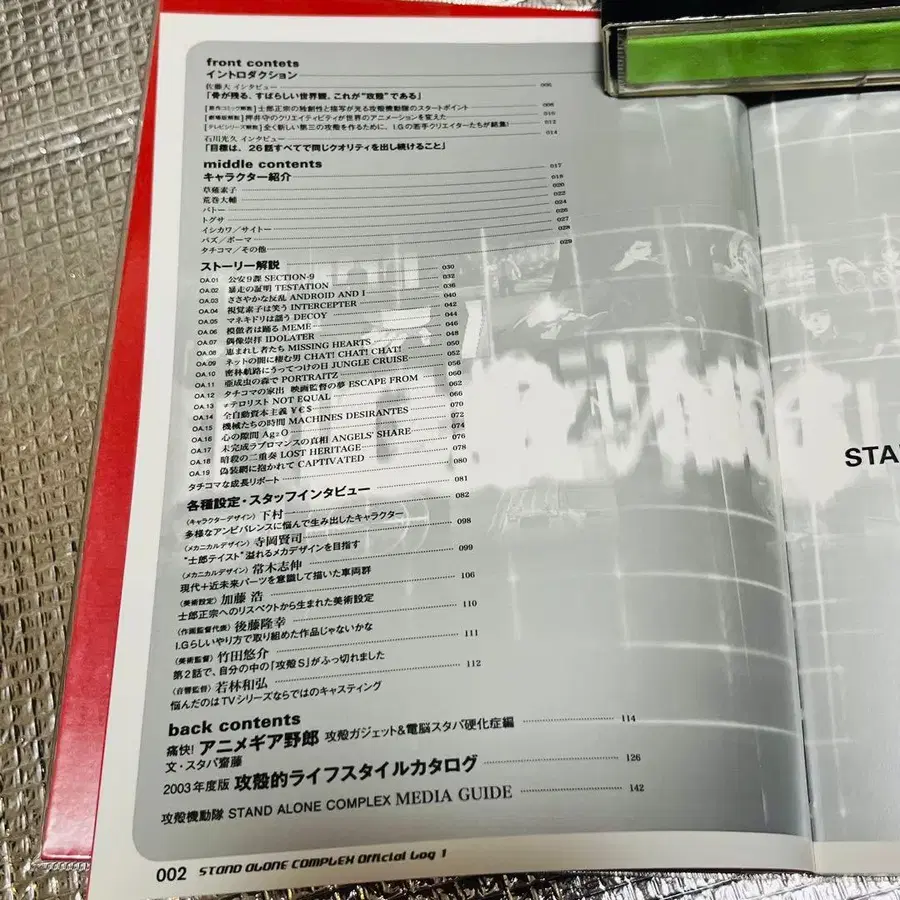 front contets
イントロダクション
佐藤大 インタビュー 006
「骨が残る、すばらしい世界観。これが“攻殻”である」
[原作コミック解説] 士郎正宗の独創性と描写が光る攻殻機動隊のスタートポイント 008
[劇場版解説] 押井守のクリエイティビティが世界のアニメーションを変えた 010
[テレビシリーズ解説] 全く新しい第三の攻殻を作るために、I.Gの若手クリエイターたちが結集! 012
石川光久 インタビュー 014
「目標は、26話すべてで同じクオリティを出し続けること」
middle contents
キャラクター紹介 017
草薙素子 018
荒巻大輔 020
バトー 022
トグサ 024
イシカワ/サイトー 026
パズ/ボーマ 027
タチコマ/その他 028
ストーリー解説 029
OA.01 公安9課 SECTION-9 030
OA.02 暴走の証明 TESTATION 032
OA.03 ささやかな反乱 ANDROID AND I 036
OA.04 視覚素子は笑う INTERCEPTER 040
OA.05 マネキドリは謡う DECOY 042
OA.06 模倣者は踊る MEME 044
OA.07 偶像崇拝 IDOLATER 046
OA.08 恵まれし者たち MISSING HEARTS 048
OA.09 ネットの闇に棲む男 CHAT! CHAT! CHAT! 050
OA.10 密林航路にうってつけの日 JUNGLE CRUISE 052
OA.11 亜成虫の森で PORTRAITZ 056
OA.12 タチコマの家出 映画監督の夢 ESCAPE FROM 060
OA.13 ≠テロリスト NOT EQUAL 062
OA.14 全自動資本主義 ¥€$ 066
OA.15 機械たちの時間 MACHINES DESIRANTES 070
OA.16 心の隙間 Ag2O 072
OA.17 未完成ラブロマンスの真相 ANGELS' SHARE 074
OA.18 暗殺の二重奏 LOST HERITAGE 076
OA.19 偽装網に抱かれて CAPTIVATED 078
タチコマな成長リポート 080
各種設定・スタッフインタビュー 081
〈キャラクターデザイン〉下村 082
多様なアンビバレンスに悩んで生み出したキャラクター
〈メカニカルデザイン〉寺岡賢司 098
“士郎テイスト”溢れるメカデザインを目指す
〈メカニカルデザイン〉常木志伸 099
現代+近未来パーツを意識して描いた車両群
〈美術設定〉加藤 浩 106
士郎正宗へのリスペクトから生まれた美術設定
〈作画監督代表〉後藤隆幸 110
I.Gらしいやり方で取り組めた作品じゃないかな
〈美術監督〉竹田悠介 111
第2話で、自分の中の「攻殻S」がふっ切れました
〈音響監督〉若林和弘 112
悩んだのはTVシリーズならではのキャスティング
back contents
痛快! アニメギア野郎 攻殻ガジェット&電脳スタパ硬化症編 114
文・スタパ齋藤
2003年度版 攻殻的ライフスタイルカタログ 126
攻殻機動隊 STAND ALONE COMPLEX MEDIA GUIDE 142
002 STAND ALONE COMPLEX Official Log 1
STA